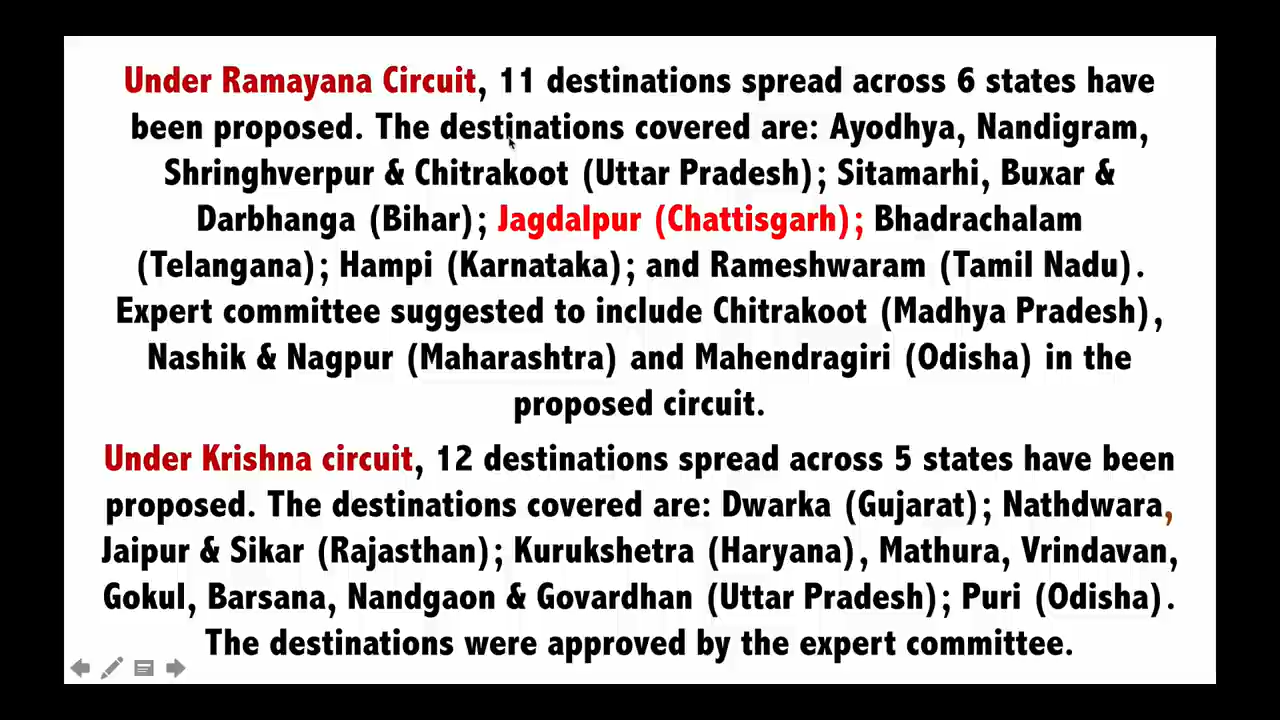 Under Ramayana Circuit, 11 destinations spread across 6 states have
been proposed. The destinations covered are: Ayodhya, Nandigram,
Shringhverpur & Chitrakoot (Uttar Pradesh); Sitamarhi, Buxar &
Darbhanga (Bihar); Jagdalpur (Chattisgarh); Bhadrachalam
(Telangana); Hampi (Karnataka); and Rameshwaram (Tamil Nadu).
Expert committee suggested to include Chitrakoot (Madhya Pradesh),
Nashik & Nagpur (Maharashtra) and Mahendragiri (Odisha) in the
proposed circuit.
Under Krishna circuit, 12 destinations spread across 5 states have been
proposed. The destinations covered are: Dwarka (Gujarat); Nathdwara,
Jaipur & Sikar (Rajasthan); Kurukshetra (Haryana), Mathura, Vrindavan,
Gokul, Barsana, Nandgaon & Govardhan (Uttar Pradesh); Puri (Odisha).
The destinations were approved by the expert committee.